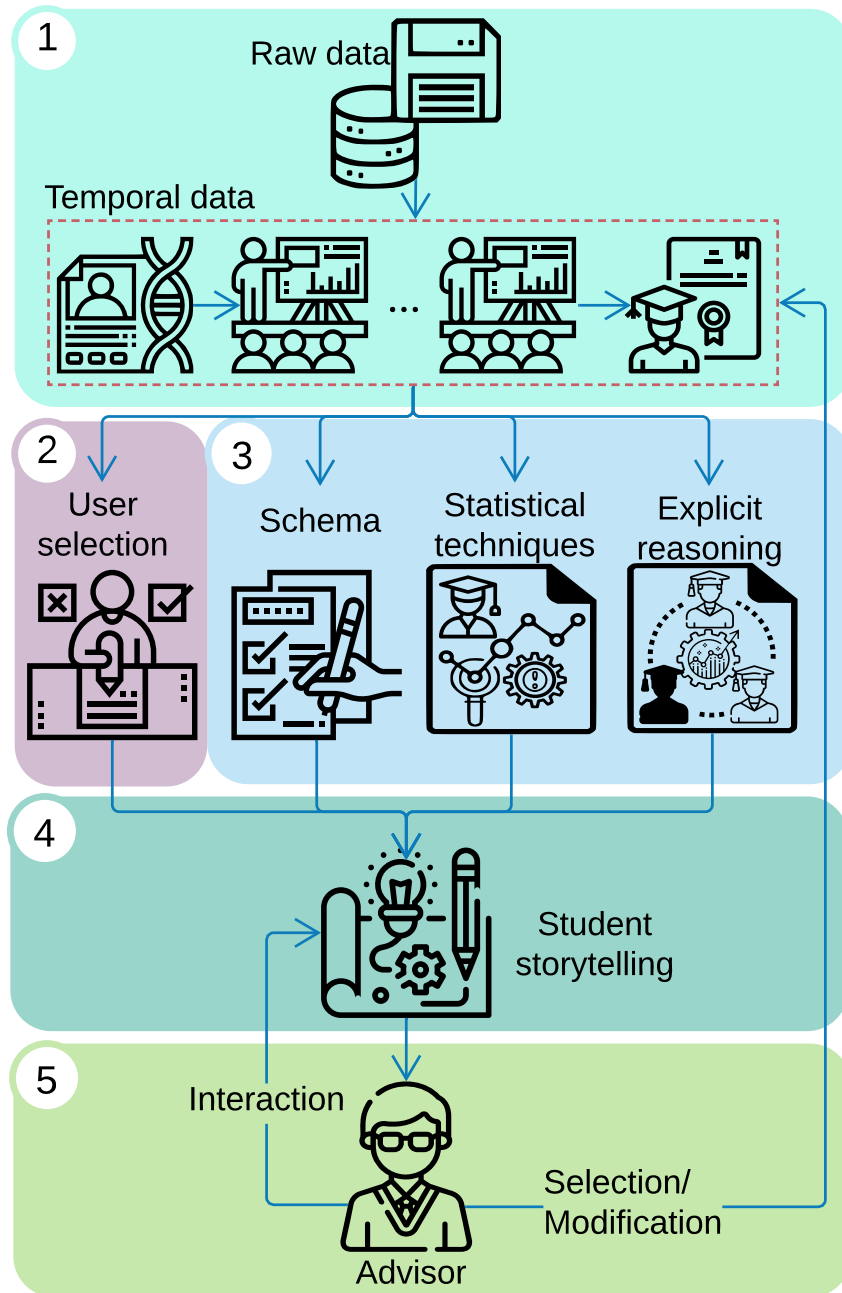 1
Raw data
Temporal data
...
2
3
User
selection
Schema
Statistical
techniques
Explicit
reasoning
4
Student
storytelling
5
Interaction
Selection/
Modification
Advisor